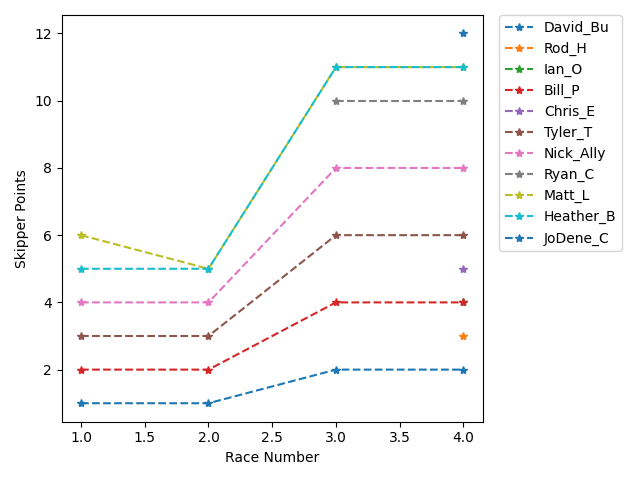 12
10
8
6
4
2
Skipper Points
1.0 1.5 2.0 2.5 3.0 3.5 4.0
Race Number
David_Bu
Rod_H
Ian_O
Bill_P
Chris_E
Tyler_T
Nick_Ally
Ryan_C
Matt_L
Heather_B
JoDene_C